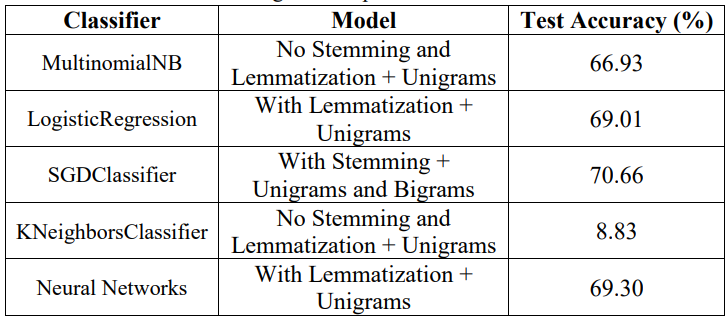 Classifier Model Test Accuracy (%)
MultinomialNB No Stemming and Lemmatization + Unigrams 66.93
LogisticRegression With Lemmatization + Unigrams 69.01
SGDClassifier With Stemming + Unigrams and Bigrams 70.66
KNeighborsClassifier No Stemming and Lemmatization + Unigrams 8.83
Neural Networks With Lemmatization + Unigrams 69.30